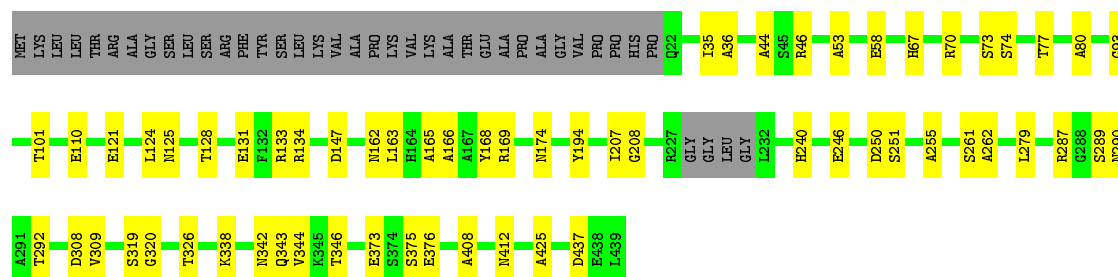 MET LYS LEU LEU THR ARG ALA GLY SER LEU SER ARG PHE TYR SER LEU LYS VAL ALA PRO LYS VAL LYS ALA THR GLU ALA PRO ALA GLY VAL PRO PRO PRO HIS PRO Q22 I35 A36 A44 S45 R46 A53 E58 H67 R70 S73 S74 T77 A80
T101 E110 E121 L124 N125 T128 E131 F132 R133 R134 D147 N162 L163 H164 A165 A166 A167 Y168 R169 N174 Y194 I207 G208 R227 GLY GLY LEU GLY L232 H240 E246 D250 S251 A255 S261 A262 L279 R287 G288 S289
A291 T292 D308 V309 S319 G320 T326 K338 N342 Q343 V344 K345 T346 E373 S374 S375 E376 A408 N412 A425 D437 E438 L439